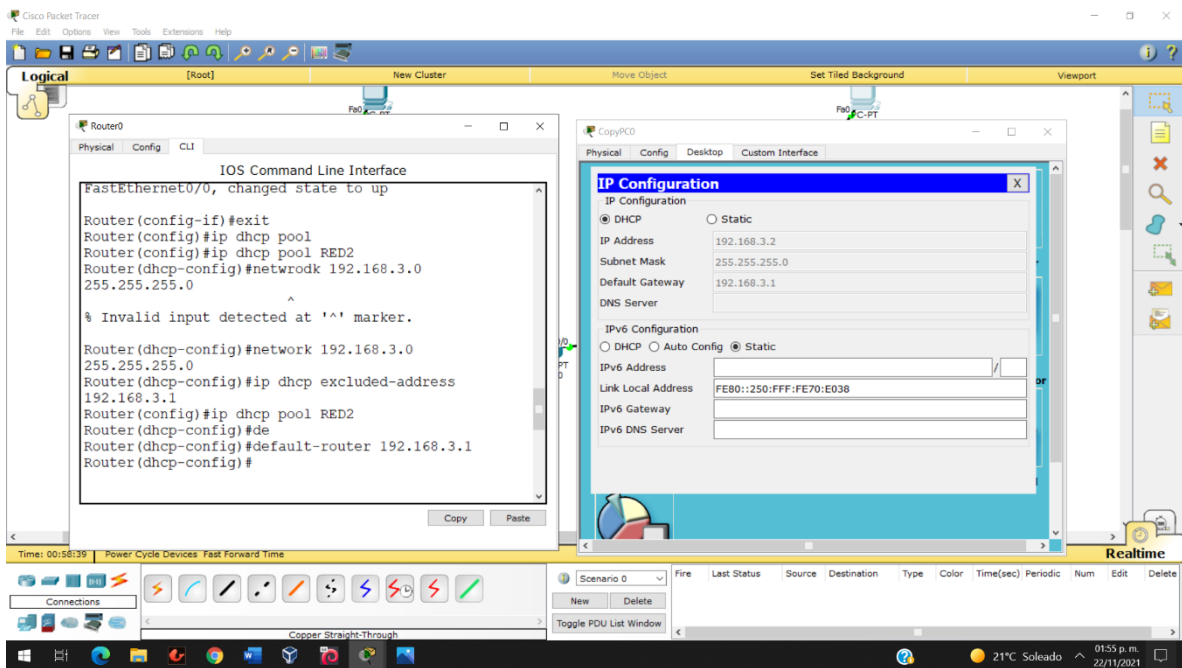 Cisco Packet Tracer
File Edit Options View Tools Extensions Help
Logical [Root] New Cluster Move Object Set Tiled Background Viewport
Fa0
C-PT
Fa0
C-PT
Router0
Physical Config CLI
IOS Command Line Interface
FastEthernet0/0, changed state to up
Router(config-if)#exit
Router(config)#ip dhcp pool
Router(config)#ip dhcp pool RED2
Router(dhcp-config)#netwrodk 192.168.3.0
255.255.255.0
^
% Invalid input detected at '^' marker.
Router(dhcp-config)#network 192.168.3.0
255.255.255.0
Router(dhcp-config)#ip dhcp excluded-address
192.168.3.1
Router(config)#ip dhcp pool RED2
Router(dhcp-config)#de
Router(dhcp-config)#default-router 192.168.3.1
Router(dhcp-config)#
Copy Paste
CopyPC0
Physical Config Desktop Custom Interface
IP Configuration X
IP Configuration
DHCP Static
IP Address 192.168.3.2
Subnet Mask 255.255.255.0
Default Gateway 192.168.3.1
DNS Server
IPv6 Configuration
DHCP Auto Config Static
IPv6 Address /
Link Local Address FE80::250:FFF:FE70:E038
IPv6 Gateway
IPv6 DNS Server
/0
PT
0
or
Time: 00:58:39 Power Cycle Devices Fast Forward Time Realtime
Connections
Copper Straight-Through
Scenario 0
New Delete
Toggle PDU List Window
Fire Last Status Source Destination Type Color Time(sec) Periodic Num Edit Delete
21°C Soleado
01:55 p. m.
22/11/2021